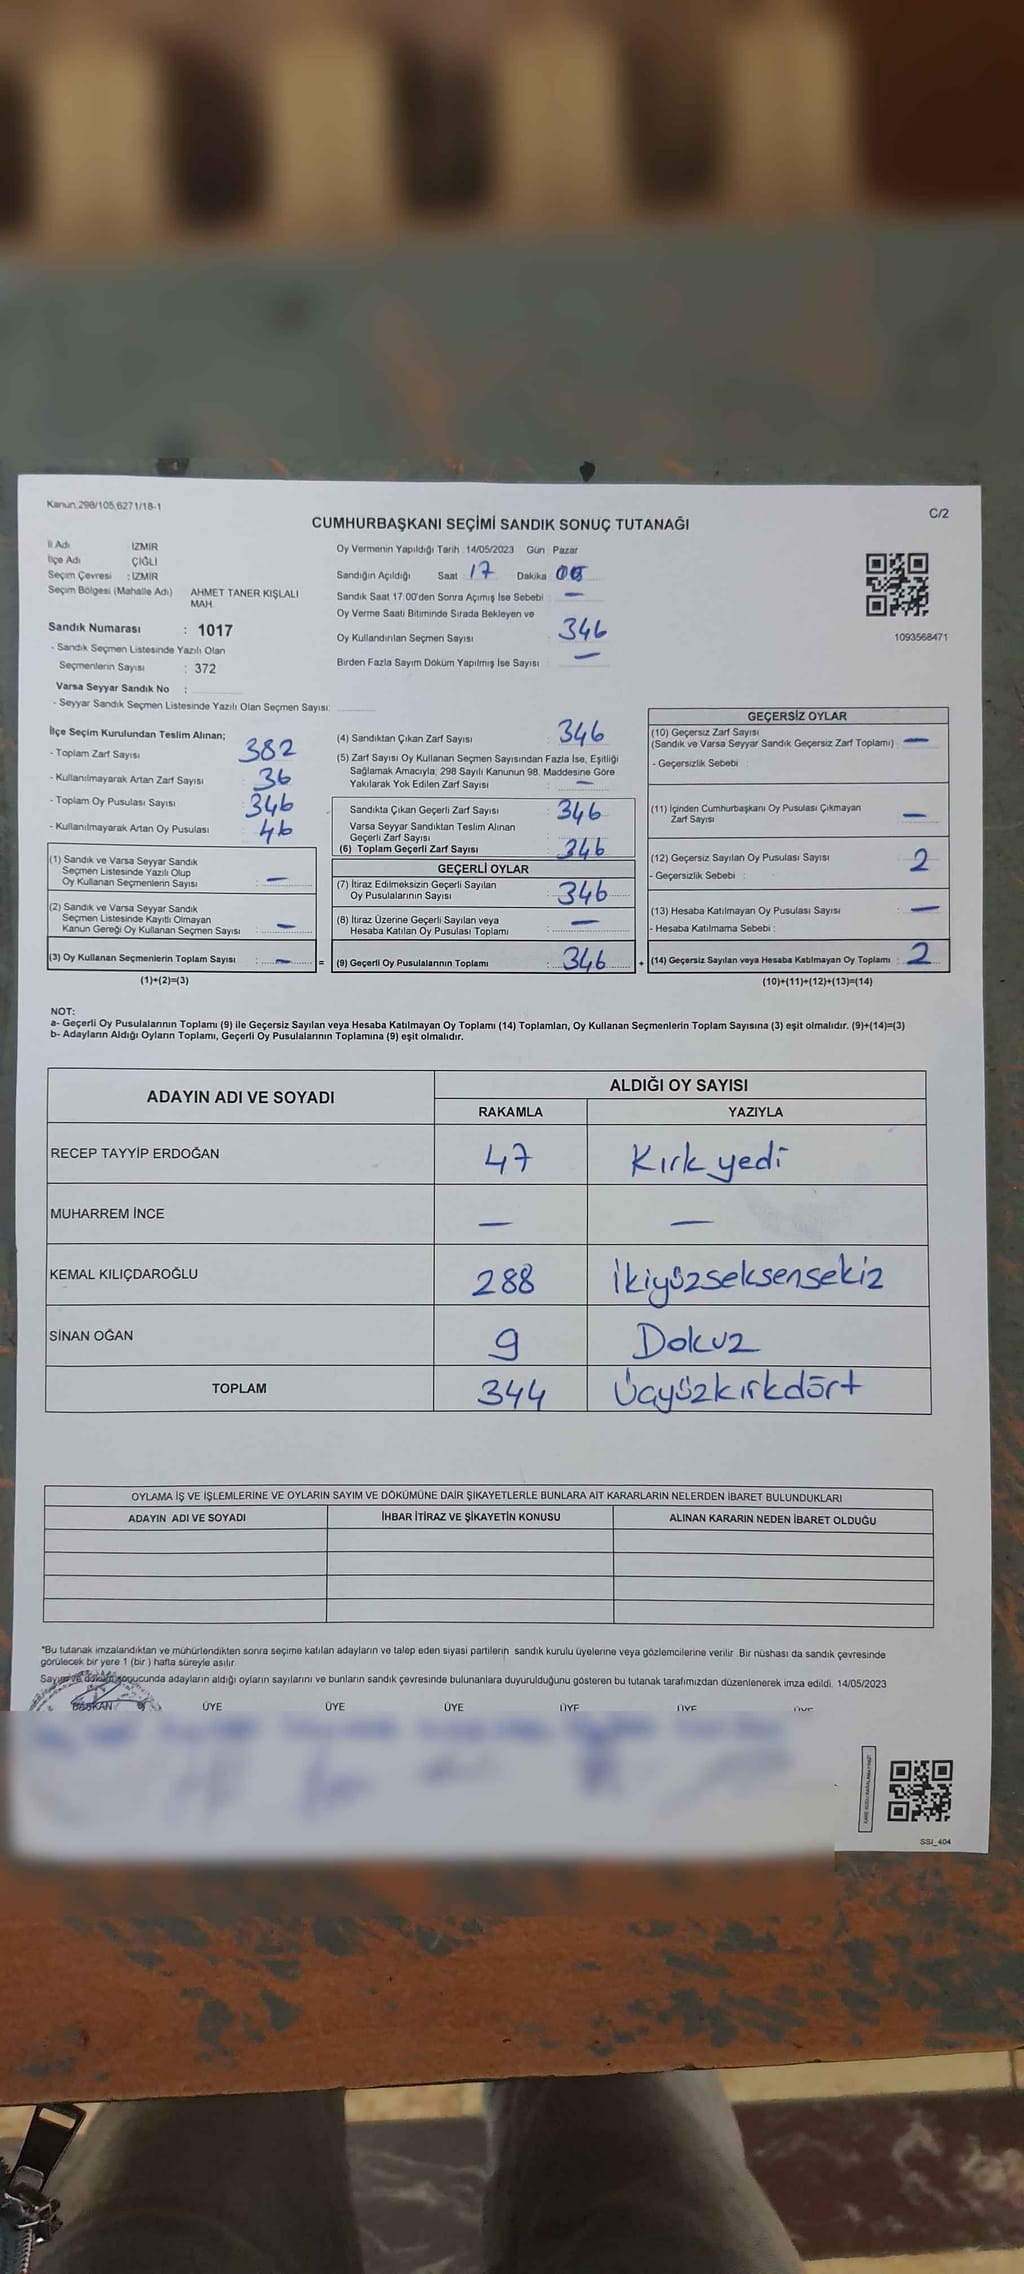 Kanun,298/105,6271/18-1
C/2
CUMHURBAŞKANI SEÇİMİ SANDIK SONUÇ TUTANAĞI
İl Adı İZMİR
İlçe Adı ÇİĞLİ
Seçim Çevresi : İZMİR
Seçim Bölgesi (Mahalle Adı) AHMET TANER KIŞLALI
MAH.
Sandık Numarası : 1017
- Sandık Seçmen Listesinde Yazılı Olan
Seçmenlerin Sayısı : 372
Varsa Seyyar Sandık No :
- Seyyar Sandık Seçmen Listesinde Yazılı Olan Seçmen Sayısı:
Oy Vermenin Yapıldığı Tarih 14/05/2023 Gün Pazar
Sandığın Açıldığı Saat 17 Dakika 05
Sandık Saat 17:00'den Sonra Açımış İse Sebebi : —
Oy Verme Saati Bitiminde Sırada Bekleyen ve
Oy Kullandırılan Seçmen Sayısı 346
Birden Fazla Sayım Döküm Yapılmış İse Sayısı —
1093568471
İlçe Seçim Kurulundan Teslim Alınan;
- Toplam Zarf Sayısı 382
- Kullanılmayarak Artan Zarf Sayısı 36
- Toplam Oy Pusulası Sayısı 346
- Kullanılmayarak Artan Oy Pusulası 46
(1) Sandık ve Varsa Seyyar Sandık
Seçmen Listesinde Yazılı Olup
Oy Kullanan Seçmenlerin Sayısı : —
(2) Sandık ve Varsa Seyyar Sandık
Seçmen Listesinde Kayıtlı Olmayan
Kanun Gereği Oy Kullanan Seçmen Sayısı : —
(3) Oy Kullanan Seçmenlerin Toplam Sayısı : — =
(1)+(2)=(3)
(4) Sandıktan Çıkan Zarf Sayısı : 346
(5) Zarf Sayısı Oy Kullanan Seçmen Sayısından Fazla İse, Eşitliği
Sağlamak Amacıyla, 298 Sayılı Kanunun 98. Maddesine Göre
Yakılarak Yok Edilen Zarf Sayısı : —
Sandıkta Çıkan Geçerli Zarf Sayısı : 346
Varsa Seyyar Sandıktan Teslim Alınan
Geçerli Zarf Sayısı
(6) Toplam Geçerli Zarf Sayısı : 346
GEÇERLİ OYLAR
(7) İtiraz Edilmeksizin Geçerli Sayılan
Oy Pusulalarının Sayısı : 346
(8) İtiraz Üzerine Geçerli Sayılan veya
Hesaba Katılan Oy Pusulası Toplamı : —
(9) Geçerli Oy Pusulalarının Toplamı : 346 +
GEÇERSİZ OYLAR
(10) Geçersiz Zarf Sayısı
(Sandık ve Varsa Seyyar Sandık Geçersiz Zarf Toplamı) : —
- Geçersizlik Sebebi :
(11) İçinden Cumhurbaşkanı Oy Pusulası Çıkmayan
Zarf Sayısı : —
(12) Geçersiz Sayılan Oy Pusulası Sayısı : 2
- Geçersizlik Sebebi :
(13) Hesaba Katılmayan Oy Pusulası Sayısı : —
- Hesaba Katılmama Sebebi :
(14) Geçersiz Sayılan veya Hesaba Katılmayan Oy Toplamı : 2
(10)+(11)+(12)+(13)=(14)
NOT:
a- Geçerli Oy Pusulalarının Toplamı (9) ile Geçersiz Sayılan veya Hesaba Katılmayan Oy Toplamı (14) Toplamları, Oy Kullanan Seçmenlerin Toplam Sayısına (3) eşit olmalıdır. (9)+(14)=(3)
b- Adayların Aldığı Oyların Toplamı, Geçerli Oy Pusulalarının Toplamına (9) eşit olmalıdır.
ADAYIN ADI VE SOYADI ALDIĞI OY SAYISI
RAKAMLA YAZIYLA
RECEP TAYYİP ERDOĞAN 47 Kırk yedi
MUHARREM İNCE — —
KEMAL KILIÇDAROĞLU 288 İkiyüzseksensekiz
SİNAN OĞAN 9 Dokuz
TOPLAM 344 Üçyüzkırkdört
OYLAMA İŞ VE İŞLEMLERİNE VE OYLARIN SAYIM VE DÖKÜMÜNE DAİR ŞİKAYETLERLE BUNLARA AİT KARARLARIN NELERDEN İBARET BULUNDUKLARI
ADAYIN ADI VE SOYADI İHBAR İTİRAZ VE ŞİKAYETİN KONUSU ALINAN KARARIN NEDEN İBARET OLDUĞU
*Bu tutanak imzalandıktan ve mühürlendikten sonra seçime katılan adayların ve talep eden siyasi partilerin sandık kurulu üyelerine veya gözlemcilerine verilir. Bir nüshası da sandık çevresinde
görülecek bir yere 1 (bir ) hafta süreyle asılır.
Sayım ve döküm sonucunda adayların aldığı oyların sayılarını ve bunların sandık çevresinde bulunanlara duyurulduğunu gösteren bu tutanak tarafımızdan düzenlenerek imza edildi. 14/05/2023
BAŞKAN ÜYE ÜYE ÜYE ÜYE ÜYE ÜYE
SSİ_404